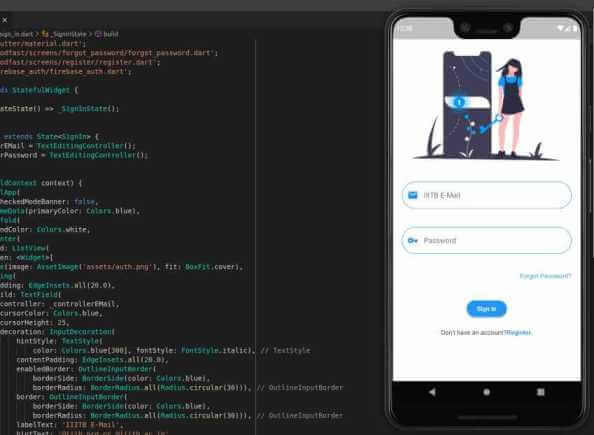 sign_in.dart > _SignInState > build
utter/material.dart';
odfast/screens/forgot_password/forgot_password.dart';
odfast/screens/register/register.dart';
rebase_auth/firebase_auth.dart';
ds StatefulWidget {
ateState() => _SignInState();
extends State<SignIn> {
rEMail = TextEditingController();
rPassword = TextEditingController();
ldContext context) {
lApp(
heckedModeBanner: false,
meData(primaryColor: Colors.blue),
fold(
ndColor: Colors.white,
nter(
d: ListView(
en: <Widget>[
e(image: AssetImage('assets/auth.png'), fit: BoxFit.cover),
ing(
dding: EdgeInsets.all(20.0),
ild: TextField(
controller: _controllerEMail,
cursorColor: Colors.blue,
cursorHeight: 25,
decoration: InputDecoration(
hintStyle: TextStyle(
color: Colors.blue[300], fontStyle: FontStyle.italic), // TextStyle
contentPadding: EdgeInsets.all(20.0),
enabledBorder: OutlineInputBorder(
borderSide: BorderSide(color: Colors.blue),
borderRadius: BorderRadius.all(Radius.circular(30))), // OutlineInputBorder
border: OutlineInputBorder(
borderSide: BorderSide(color: Colors.blue),
borderRadius: BorderRadius.all(Radius.circular(30))), // OutlineInputBorder
labelText: 'IIITB E-Mail',
IIITB E-Mail
Password
Forgot Password?
Sign In
Don't have an account?Register.